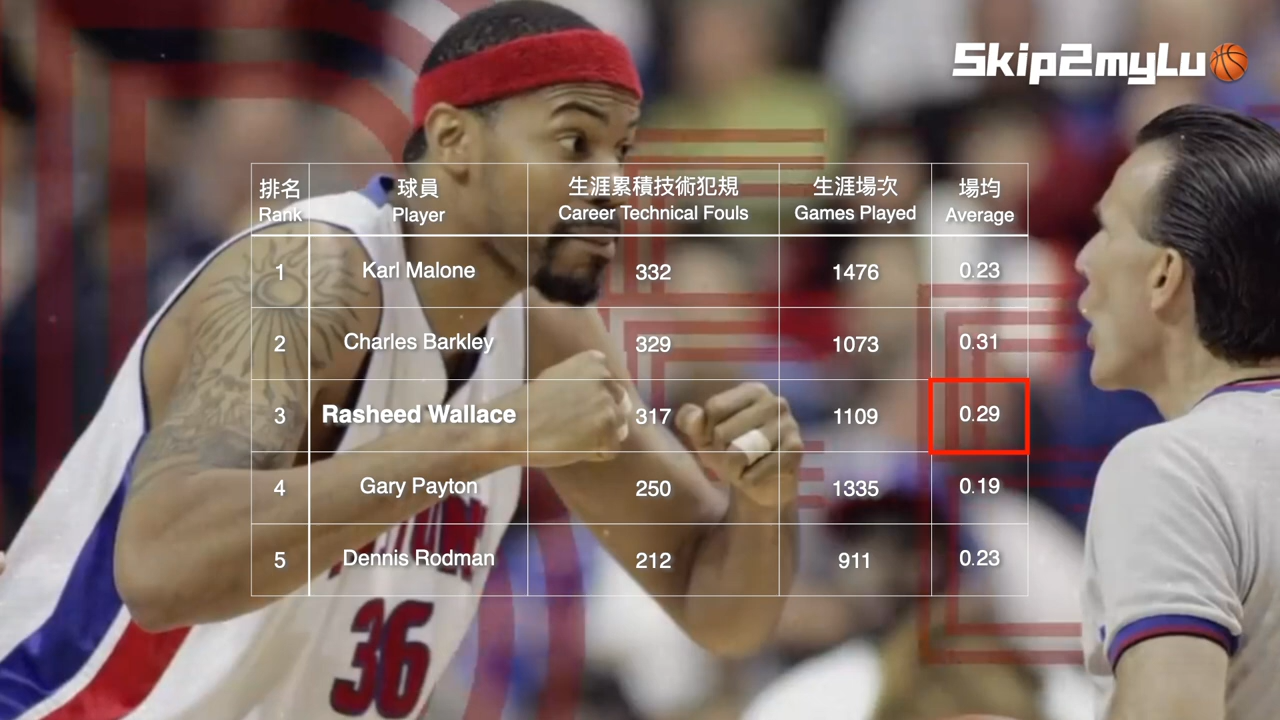 Skip2myLu
排名 球員 生涯累積技術犯規 生涯場次 場均
Rank Player Career Technical Fouls Games Played Average
1 Karl Malone 332 1476 0.23
2 Charles Barkley 329 1073 0.31
3 Rasheed Wallace 317 1109 0.29
4 Gary Payton 250 1335 0.19
5 Dennis Rodman 212 911 0.23
36